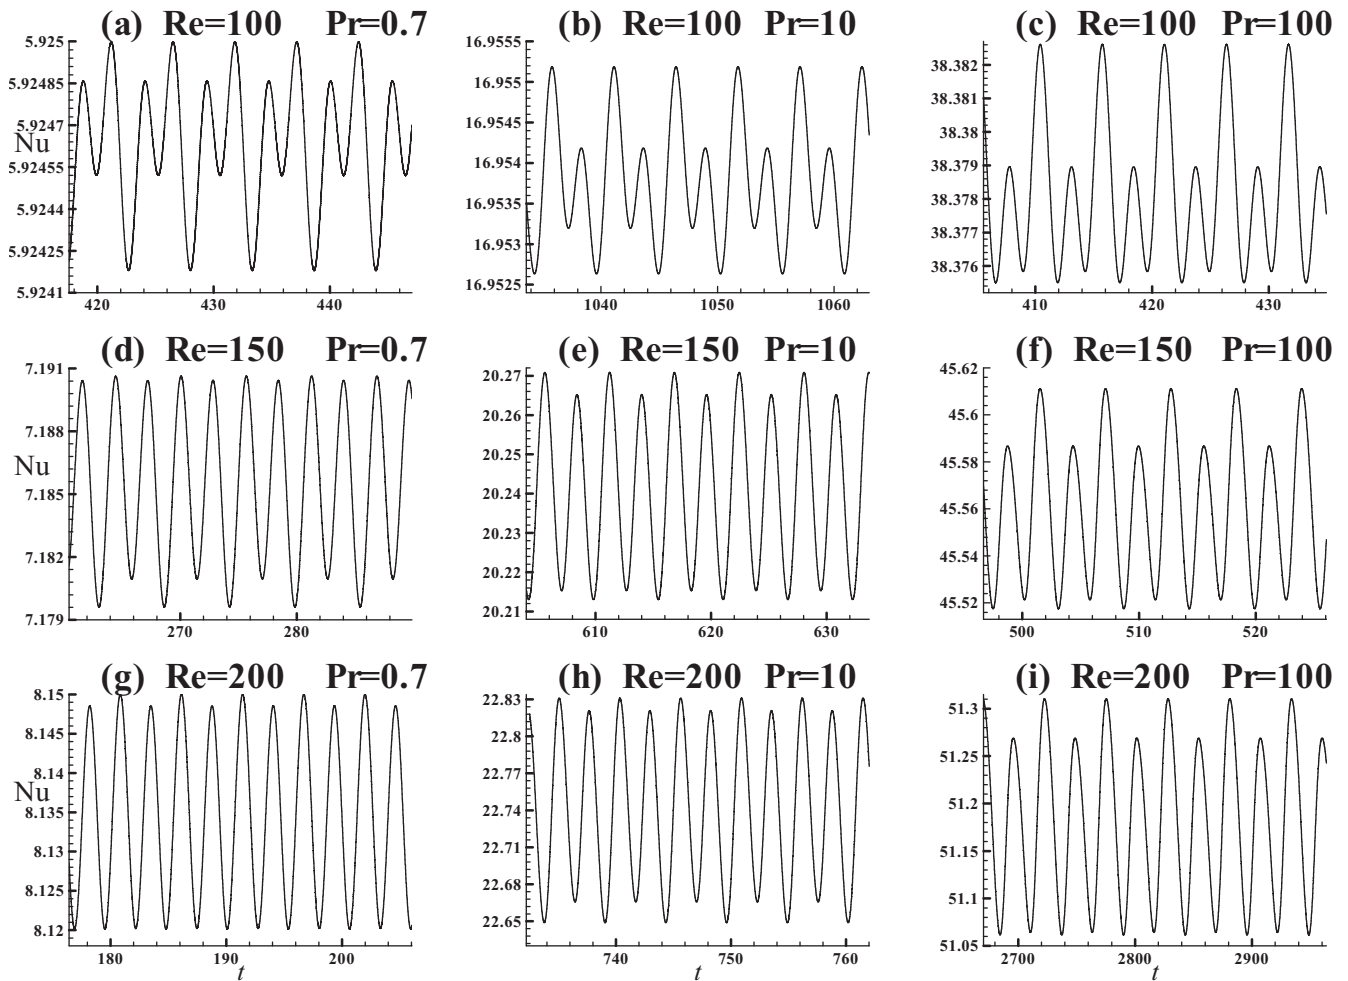 (a) Re=100 Pr=0.7
5.925
5.92485
5.9247
Nu
5.92455
5.9244
5.92425
5.9241
420 430 440
(b) Re=100 Pr=10
16.9555
16.955
16.9545
16.954
16.9535
16.953
16.9525
1040 1050 1060
(c) Re=100 Pr=100
38.382
38.381
38.38
38.379
38.378
38.377
38.376
410 420 430
(d) Re=150 Pr=0.7
7.191
7.188
Nu
7.185
7.182
7.179
270 280
(e) Re=150 Pr=10
20.27
20.26
20.25
20.24
20.23
20.22
20.21
610 620 630
(f) Re=150 Pr=100
45.62
45.6
45.58
45.56
45.54
45.52
500 510 520
(g) Re=200 Pr=0.7
8.15
8.145
8.14
Nu
8.135
8.13
8.125
8.12
180 190 200
t
(h) Re=200 Pr=10
22.83
22.8
22.77
22.74
22.71
22.68
22.65
740 750 760
(i) Re=200 Pr=100
51.3
51.25
51.2
51.15
51.1
51.05
2700 2800 2900
t